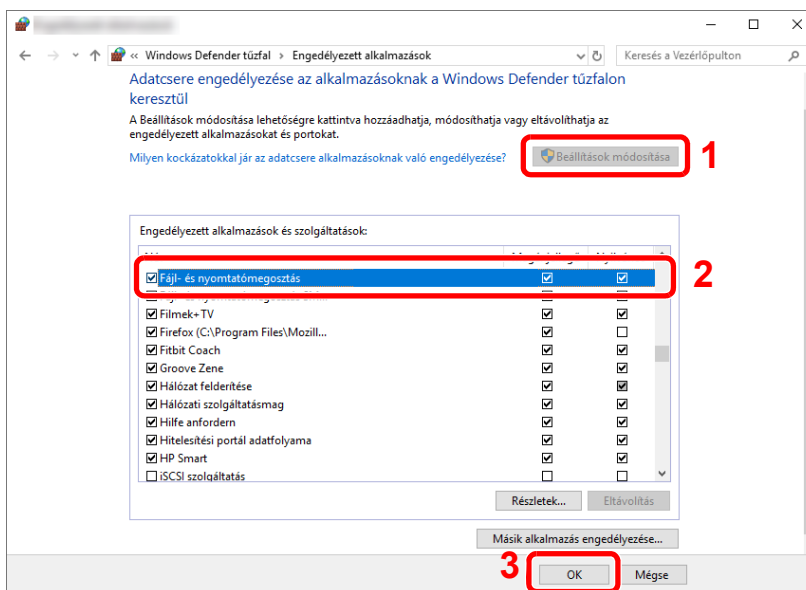 « Windows Defender tűzfal › Engedélyezett alkalmazások
Keresés a Vezérlőpulton
Adatcsere engedélyezése az alkalmazásoknak a Windows Defender tűzfalon
keresztül
A Beállítások módosítása lehetőségre kattintva hozzáadhatja, módosíthatja vagy eltávolíthatja az
engedélyezett alkalmazásokat és portokat.
Milyen kockázatokkal jár az adatcsere alkalmazásoknak való engedélyezése?
Beállítások módosítása
1
Engedélyezett alkalmazások és szolgáltatások:
Fájl- és nyomtatómegosztás
2
Filmek+TV
Firefox (C:\Program Files\Mozill...
Fitbit Coach
Groove Zene
Hálózat felderítése
Hálózati szolgáltatásmag
Hilfe anfordern
Hitelesítési portál adatfolyama
HP Smart
iSCSI szolgáltatás
Részletek...
Eltávolítás
Másik alkalmazás engedélyezése...
3
OK
Mégse